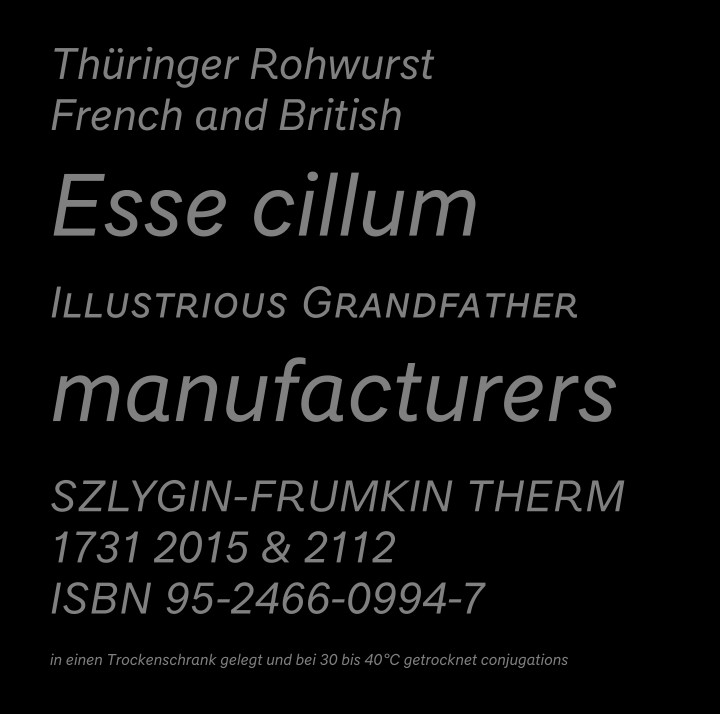 Thüringer Rohwurst
French and British
Esse cillum
Illustrious Grandfather
manufacturers
SZLYGIN-FRUMKIN THERM
1731 2015 & 2112
ISBN 95-2466-0994-7
in einen Trockenschrank gelegt und bei 30 bis 40°C getrocknet conjugations